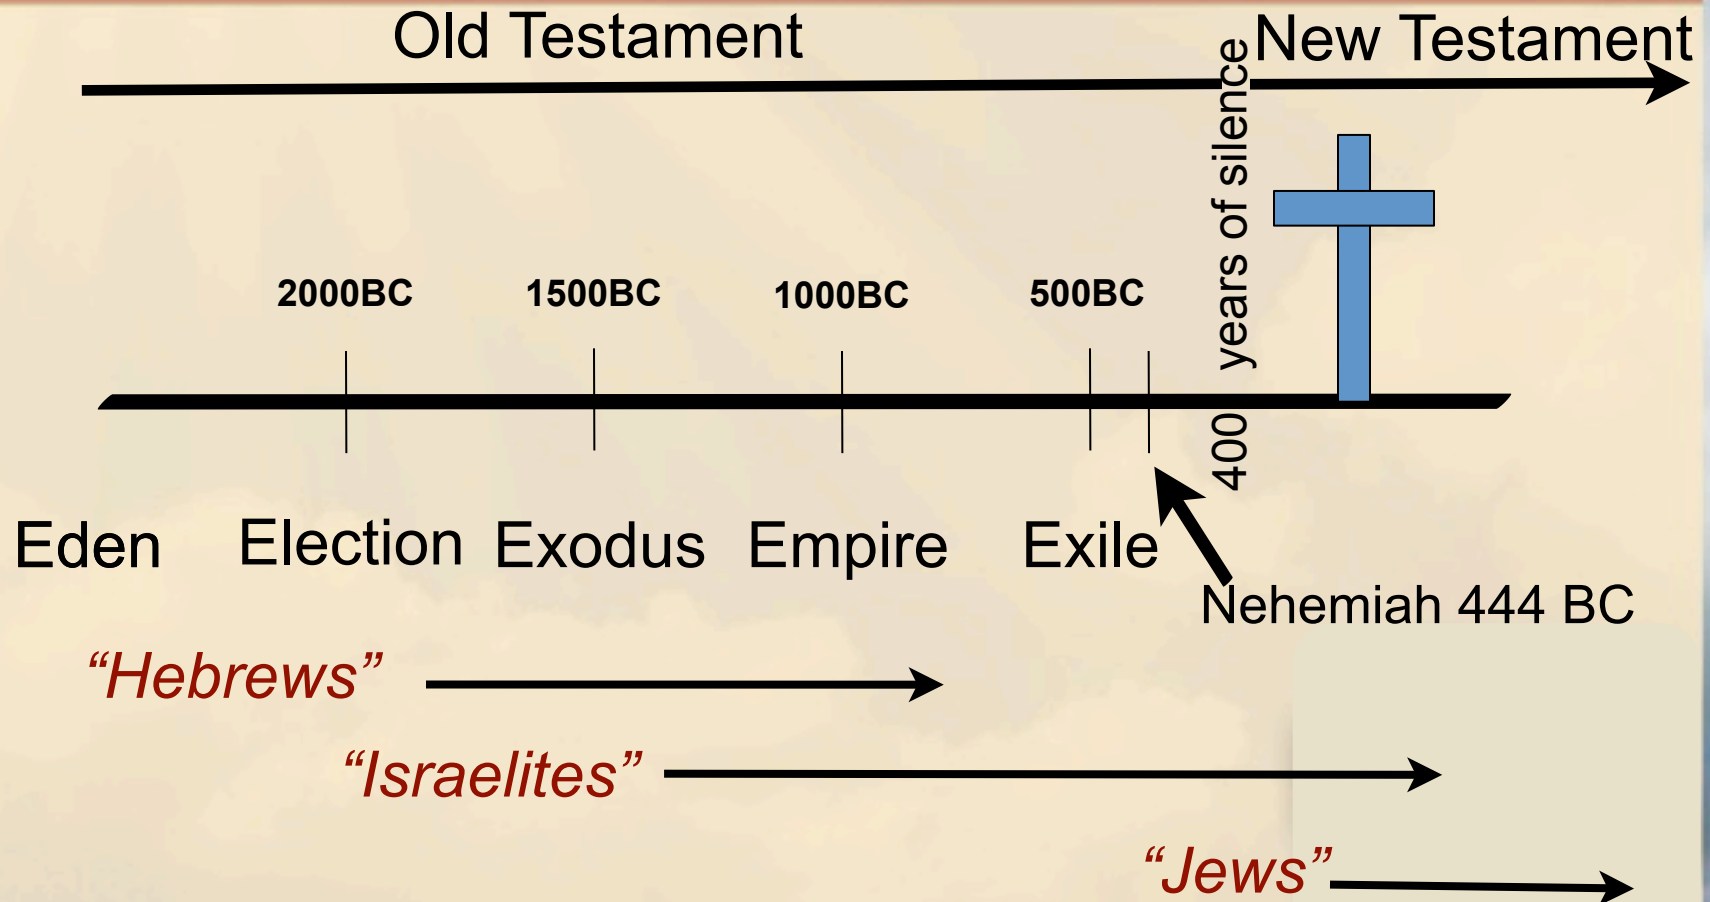 Old Testament
New Testament
400 years of silence
2000BC
1500BC
1000BC
500BC
Eden
Election
Exodus
Empire
Exile
Nehemiah 444 BC
“Hebrews”
“Israelites”
“Jews”